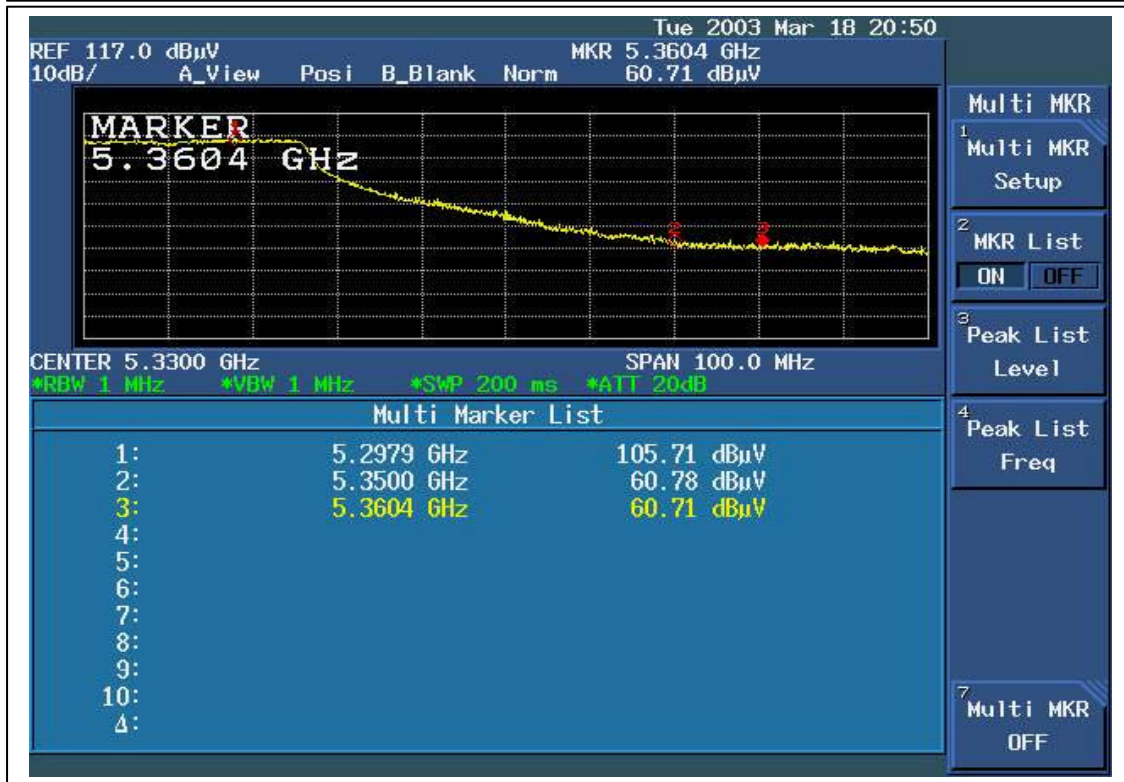 Tue 2003 Mar 18 20:50
REF 117.0 dBµV MKR 5.3604 GHz
10dB/ A_View Posi B_Blank Norm 60.71 dBµV
MARKER
5.3604 GHz
2
CENTER 5.3300 GHz SPAN 100.0 MHz
*RBW 1 MHz *VBW 1 MHz *SWP 200 ms *ATT 20dB
Multi Marker List
1: 5.2979 GHz 105.71 dBµV
2: 5.3500 GHz 60.78 dBµV
3: 5.3604 GHz 60.71 dBµV
4:
5:
6:
7:
8:
9:
10:
Δ:
Multi MKR
1
Multi MKR
Setup
2
MKR List
ON OFF
3
Peak List
Level
4
Peak List
Freq
7
Multi MKR
OFF